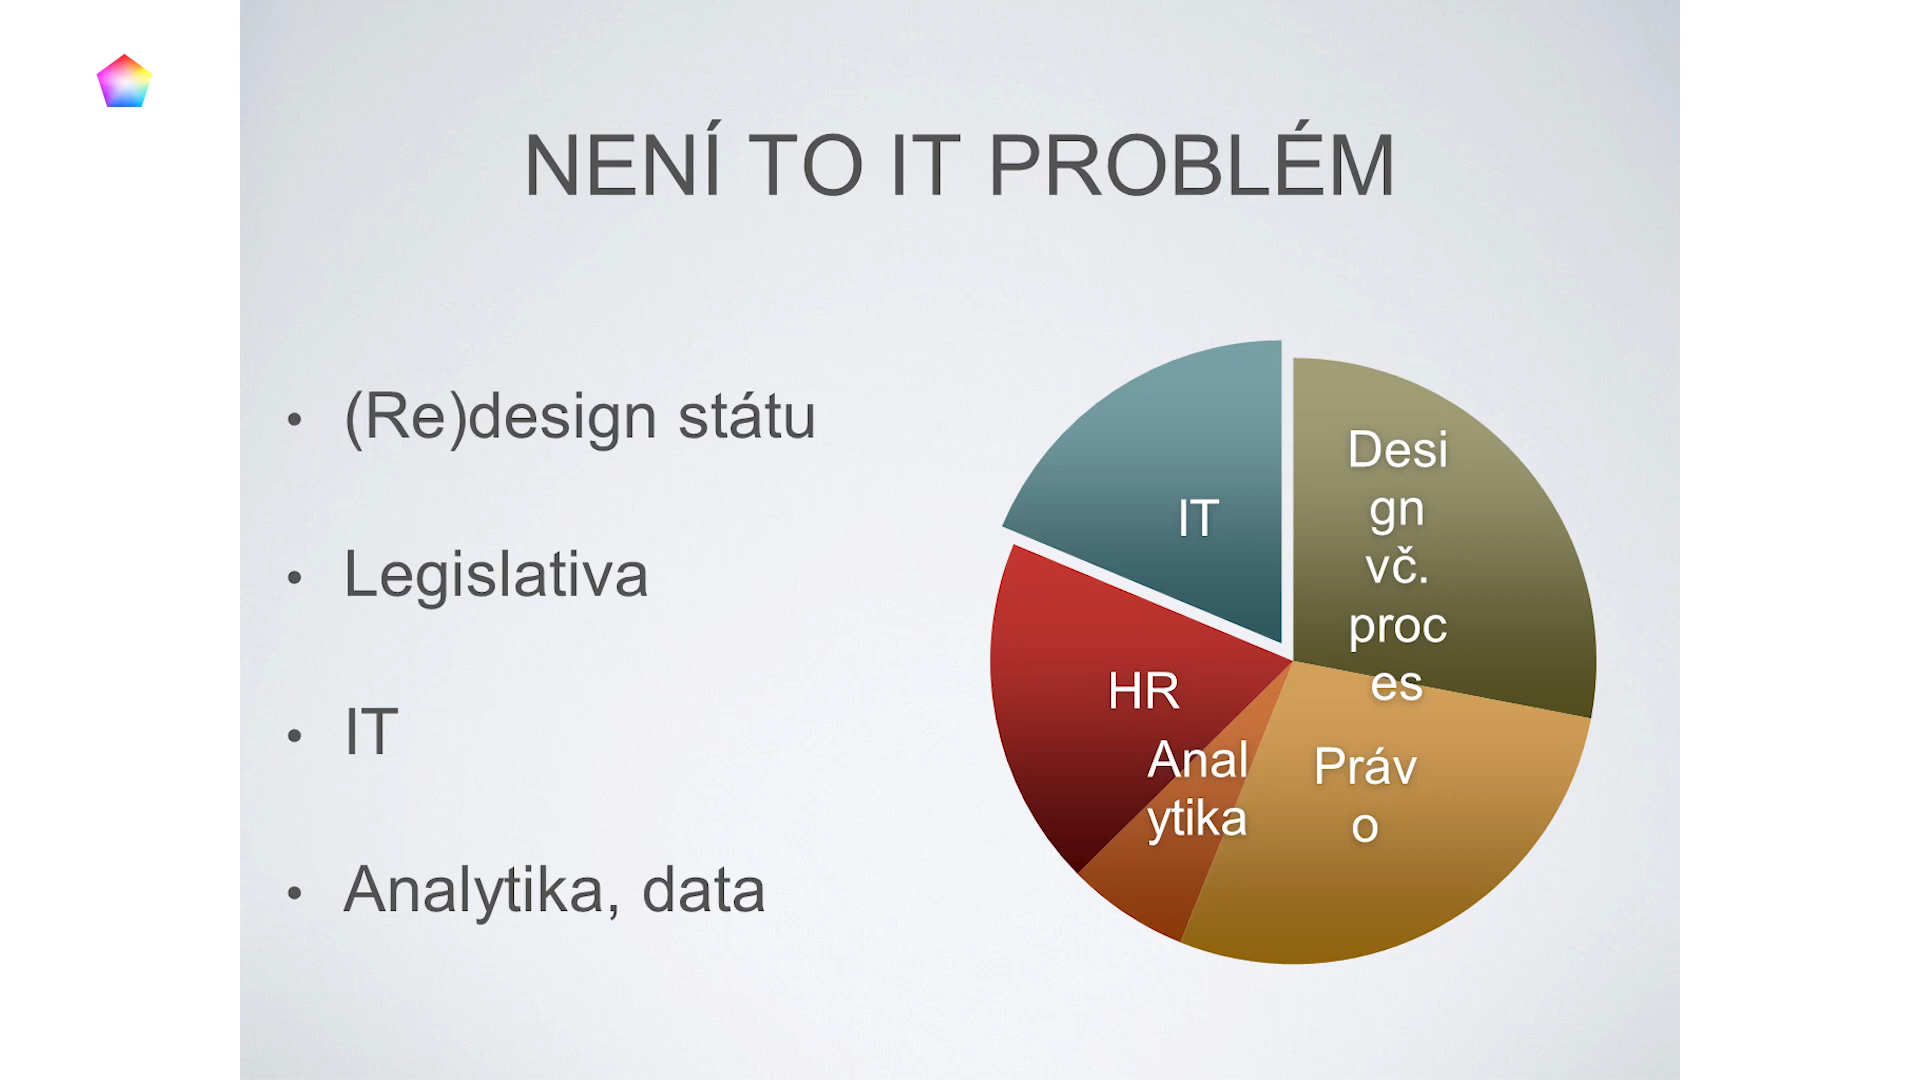 NENÍ TO IT PROBLÉM
• (Re)design státu
• Legislativa
• IT
• Analytika, data
IT
Desi
gn
vč.
proc
es
HR
Anal
ytika
Práv
o